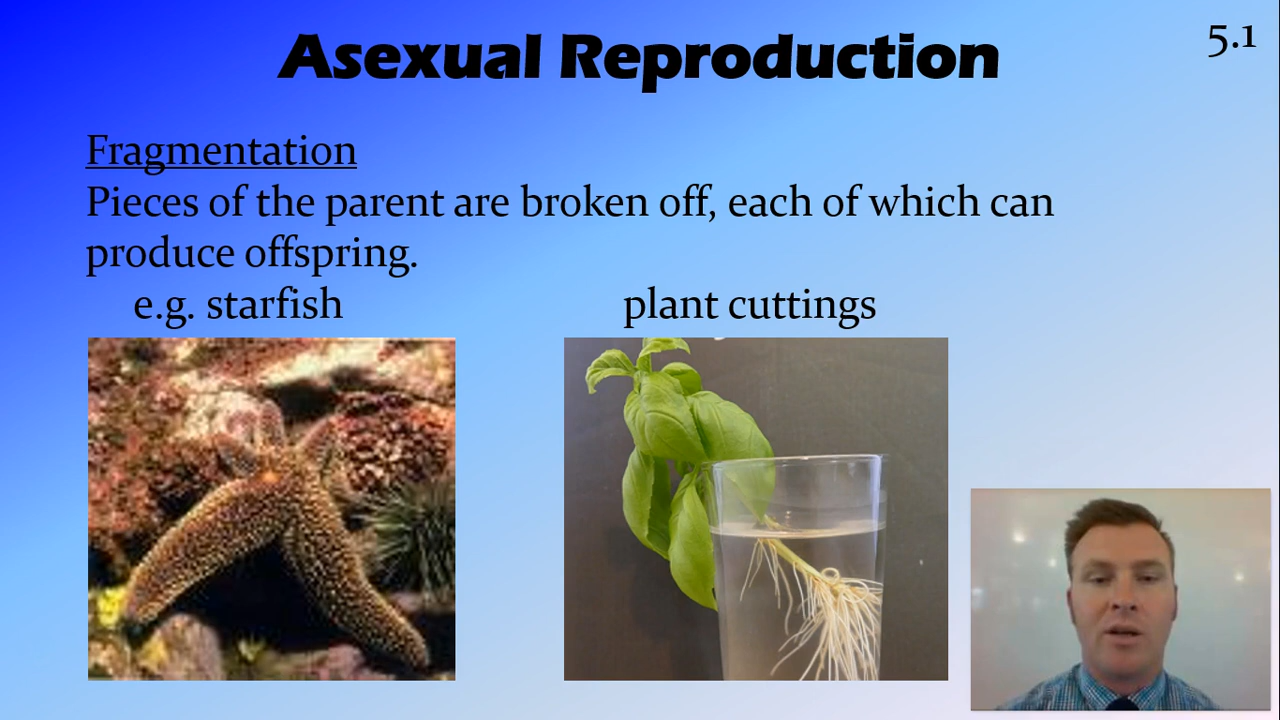 Asexual Reproduction
5.1
Fragmentation
Pieces of the parent are broken off, each of which can
produce offspring.
e.g. starfish
plant cuttings